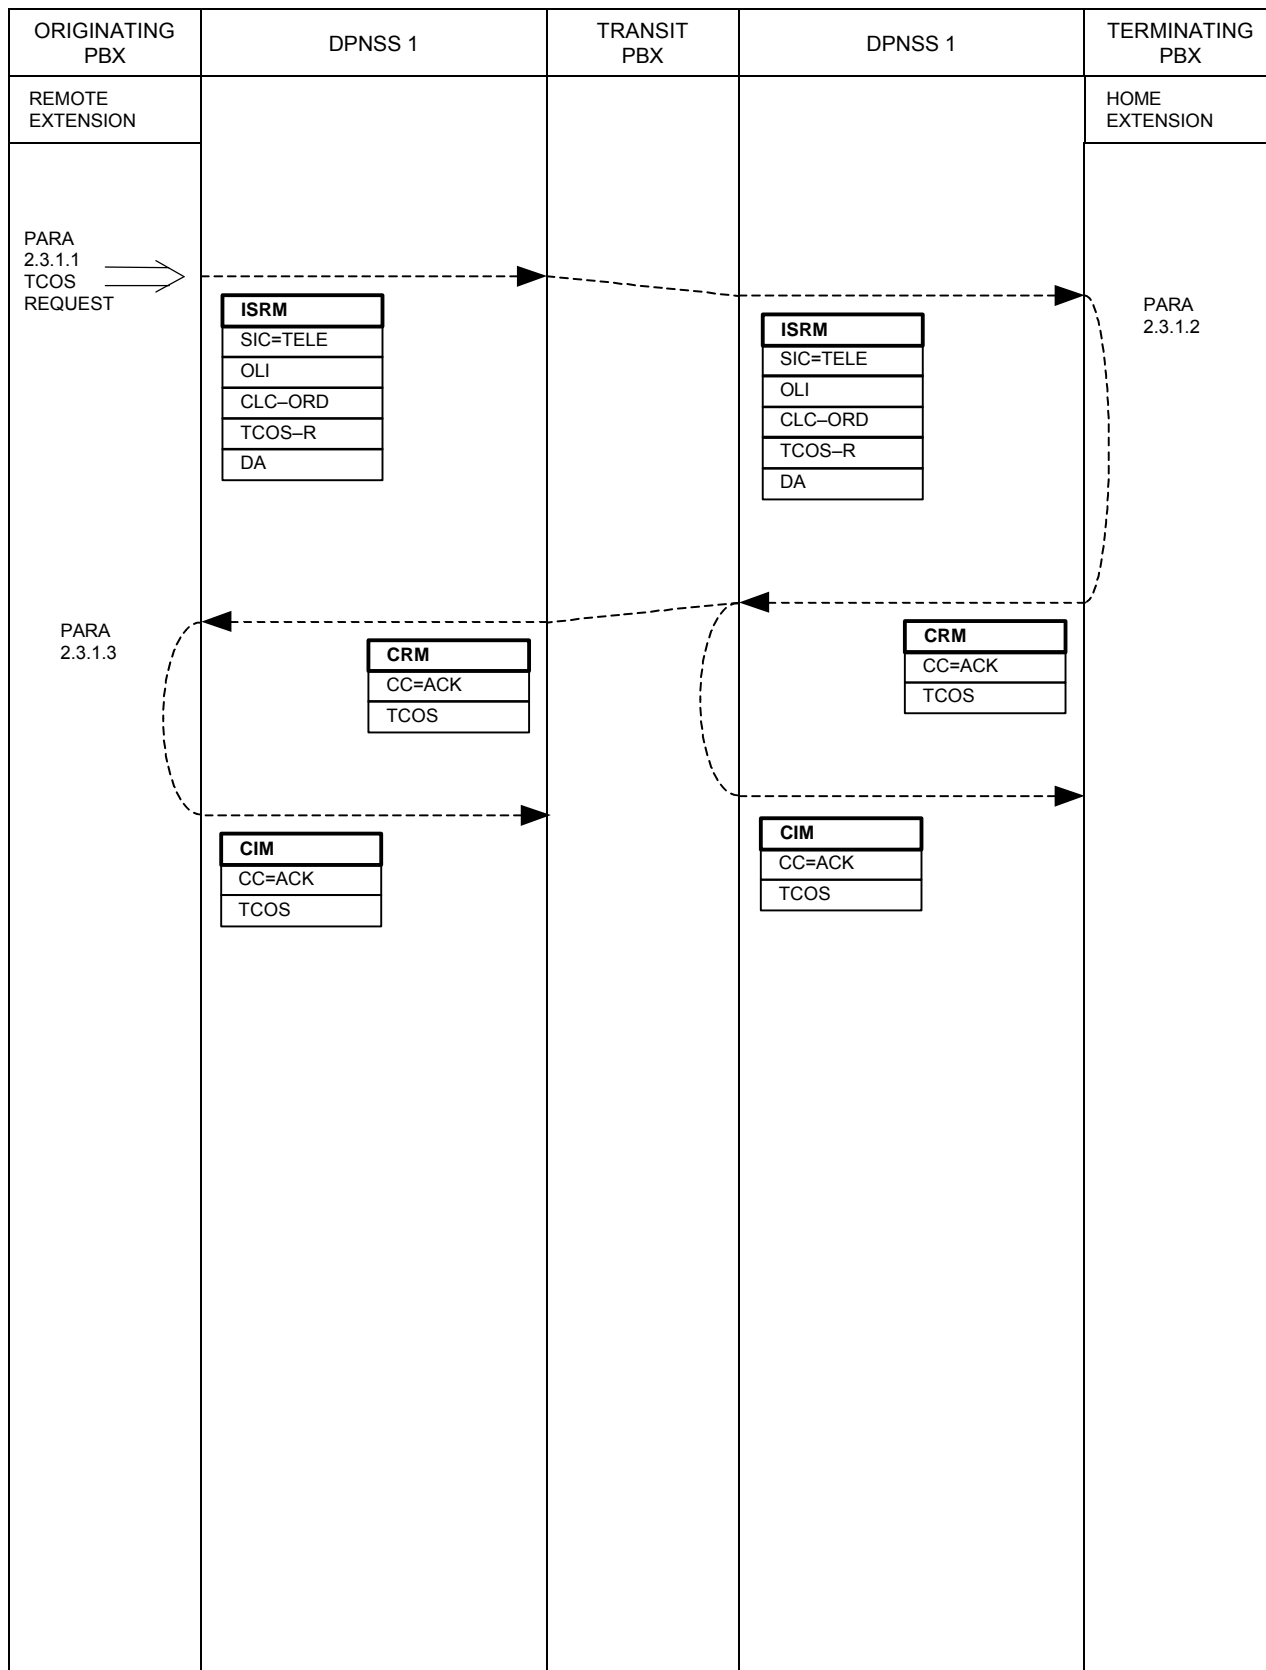 ORIGINATING
PBX
DPNSS 1
TRANSIT
PBX
DPNSS 1
TERMINATING
PBX
REMOTE
EXTENSION
HOME
EXTENSION
PARA
2.3.1.1
TCOS
REQUEST
ISRM
SIC=TELE
OLI
CLC–ORD
TCOS–R
DA
ISRM
SIC=TELE
OLI
CLC–ORD
TCOS–R
DA
PARA
2.3.1.2
PARA
2.3.1.3
CRM
CC=ACK
TCOS
CRM
CC=ACK
TCOS
CIM
CC=ACK
TCOS
CIM
CC=ACK
TCOS